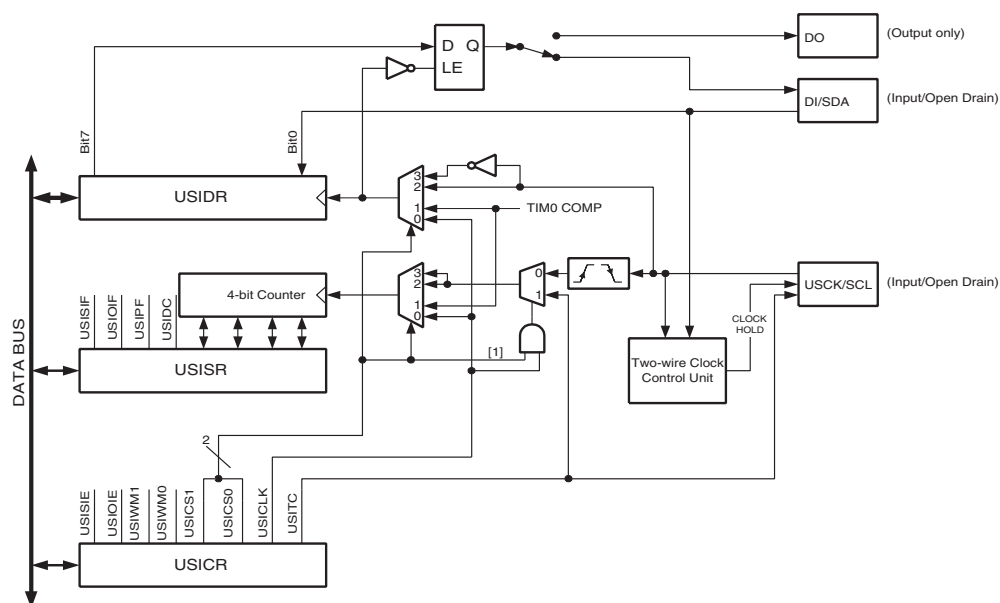 D Q
LE
DO
(Output only)
DI/SDA
(Input/Open Drain)
Bit7
Bit0
USIDR
3
2
1
0
TIM0 COMP
4-bit Counter
3
2
1
0
0
1
USCK/SCL
(Input/Open Drain)
CLOCK
HOLD
USISIF
USIOIF
USIPF
USIDC
[1]
Two-wire Clock
Control Unit
USISR
DATA BUS
2
USISIE
USIOIE
USIWM1
USIWM0
USICS1
USICS0
USICLK
USITC
USICR